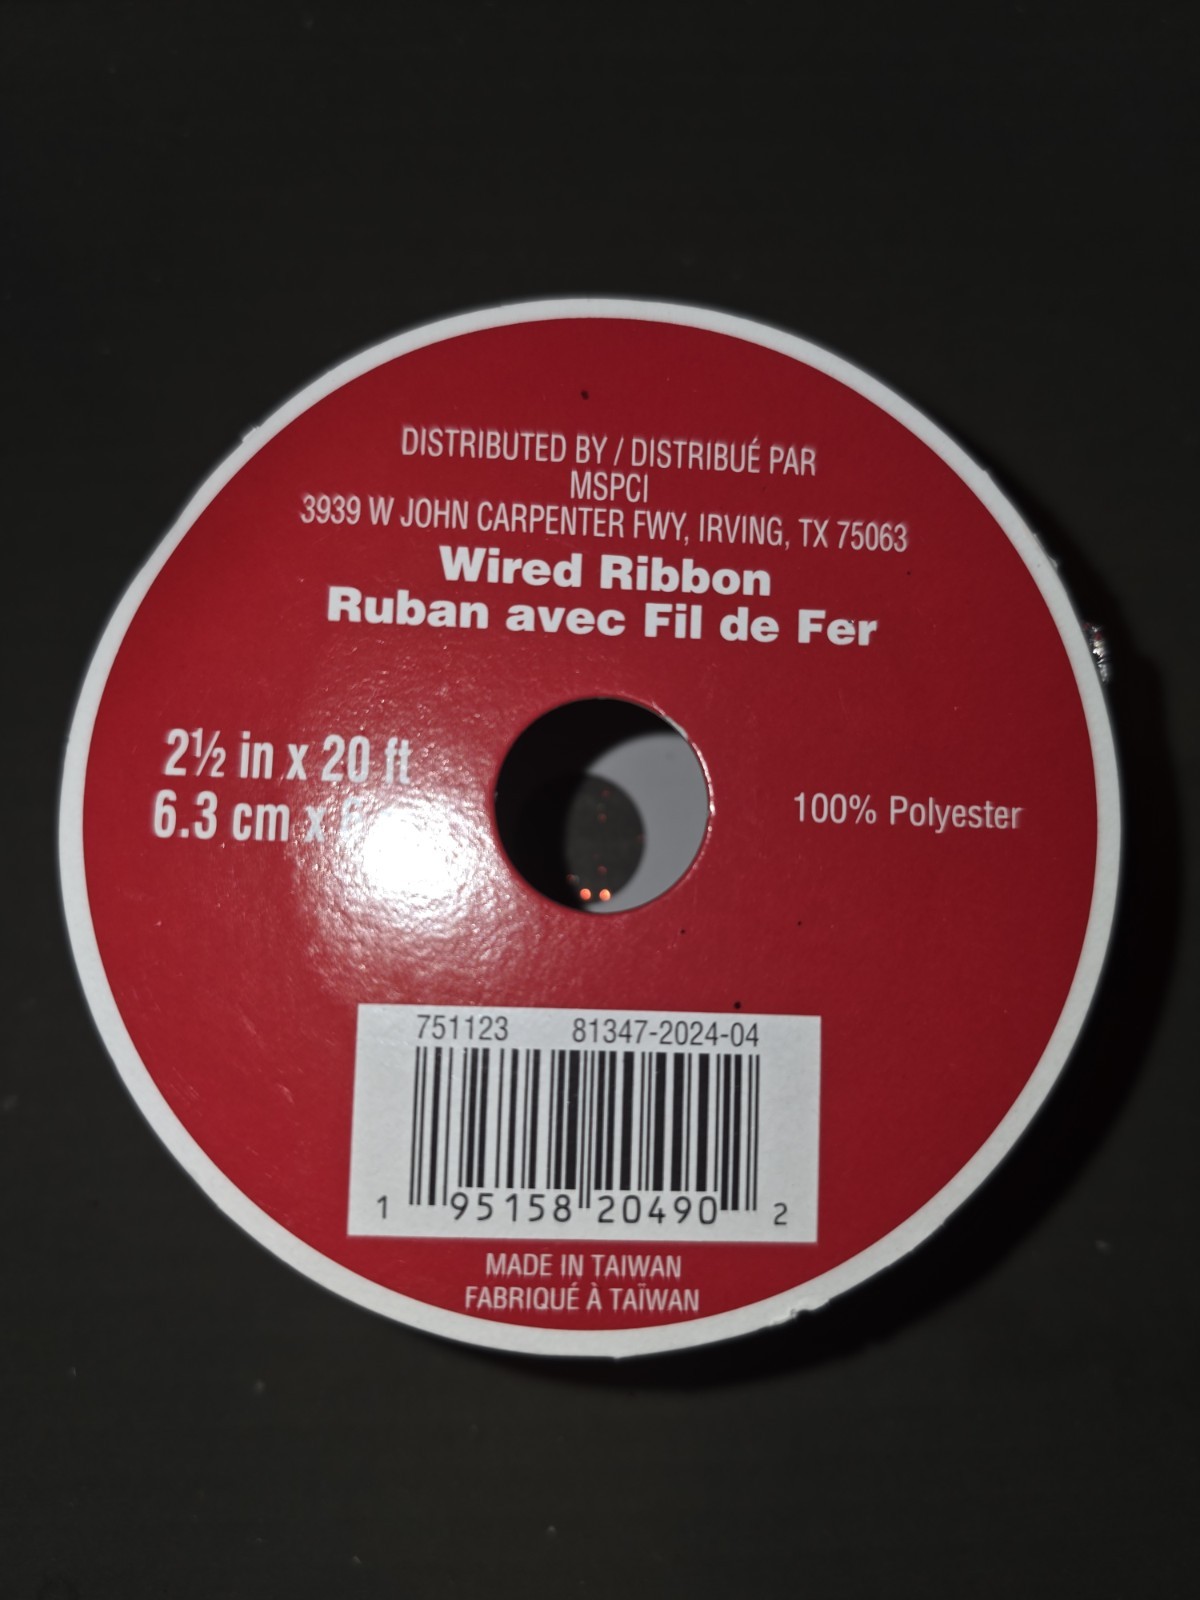 DISTRIBUTED BY / DISTRIBUÉ PAR
MSPCI
3939 W JOHN CARPENTER FWY, IRVING, TX 75063
Wired Ribbon
Ruban avec Fil de Fer
2½ in x 20 ft
6.3 cm x
100% Polyester
751123 81347-2024-04
1 95158 20490 2
MADE IN TAIWAN
FABRIQUÉ À TAÏWAN